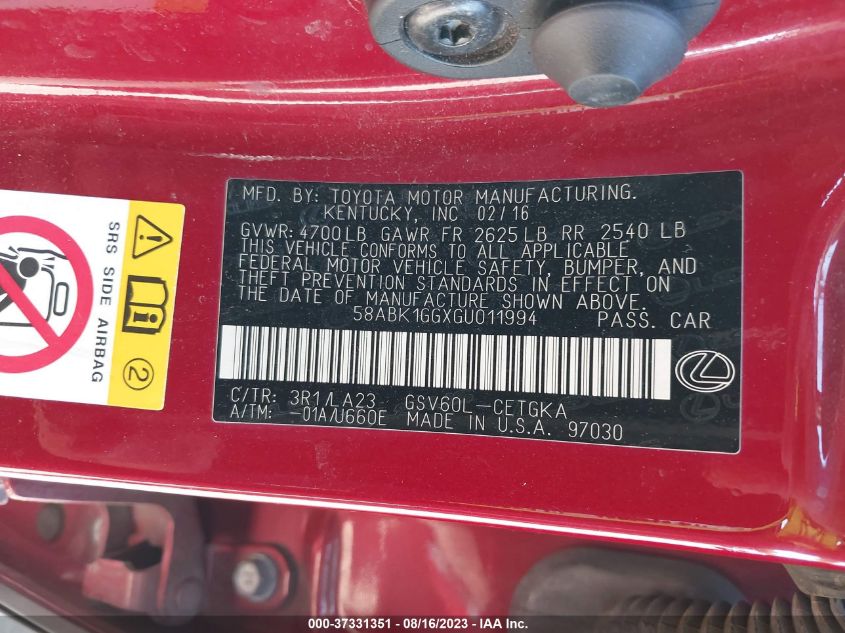 MFD. BY: TOYOTA MOTOR MANUFACTURING.
KENTUCKY, INC 02/16
GVWR: 4700LB GAWR FR 2625LB RR 2540 LB
THIS VEHICLE CONFORMS TO ALL APPLICABLE
FEDERAL MOTOR VEHICLE SAFETY, BUMPER, AND
THEFT PREVENTION STANDARDS IN EFFECT ON
THE DATE OF MANUFACTURE SHOWN ABOVE.
58ABK1GGXGU011994 PASS. CAR
C/TR: 3R1/LA23 GSV60L-CETGKA
A/TM: -01A/U660E MADE IN U.S.A. 97030
SRS SIDE AIRBAG
2
000-37331351 - 08/16/2023 - IAAI.COM